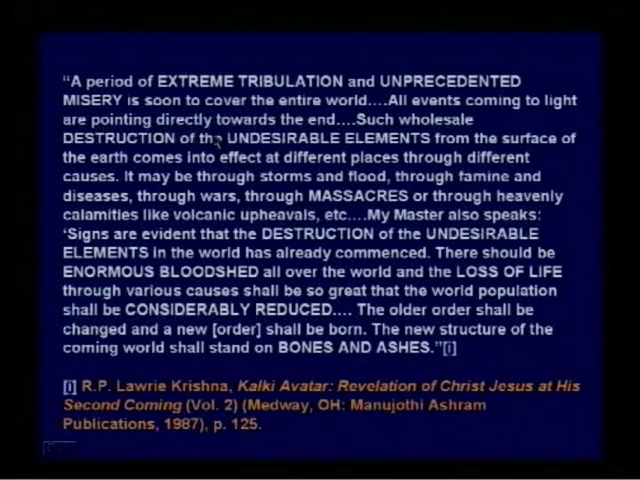 “A period of EXTREME TRIBULATION and UNPRECEDENTED
MISERY is soon to cover the entire world....All events coming to light
are pointing directly towards the end....Such wholesale
DESTRUCTION of the UNDESIRABLE ELEMENTS from the surface of
the earth comes into effect at different places through different
causes. It may be through storms and flood, through famine and
diseases, through wars, through MASSACRES or through heavenly
calamities like volcanic upheavals, etc....My Master also speaks:
‘Signs are evident that the DESTRUCTION of the UNDESIRABLE
ELEMENTS in the world has already commenced. There should be
ENORMOUS BLOODSHED all over the world and the LOSS OF LIFE
through various causes shall be so great that the world population
shall be CONSIDERABLY REDUCED.... The older order shall be
changed and a new [order] shall be born. The new structure of the
coming world shall stand on BONES AND ASHES.”[i]
[i] R.P. Lawrie Krishna, Kalki Avatar: Revelation of Christ Jesus at His
Second Coming (Vol. 2) (Medway, OH: Manujothi Ashram
Publications, 1987), p. 125.